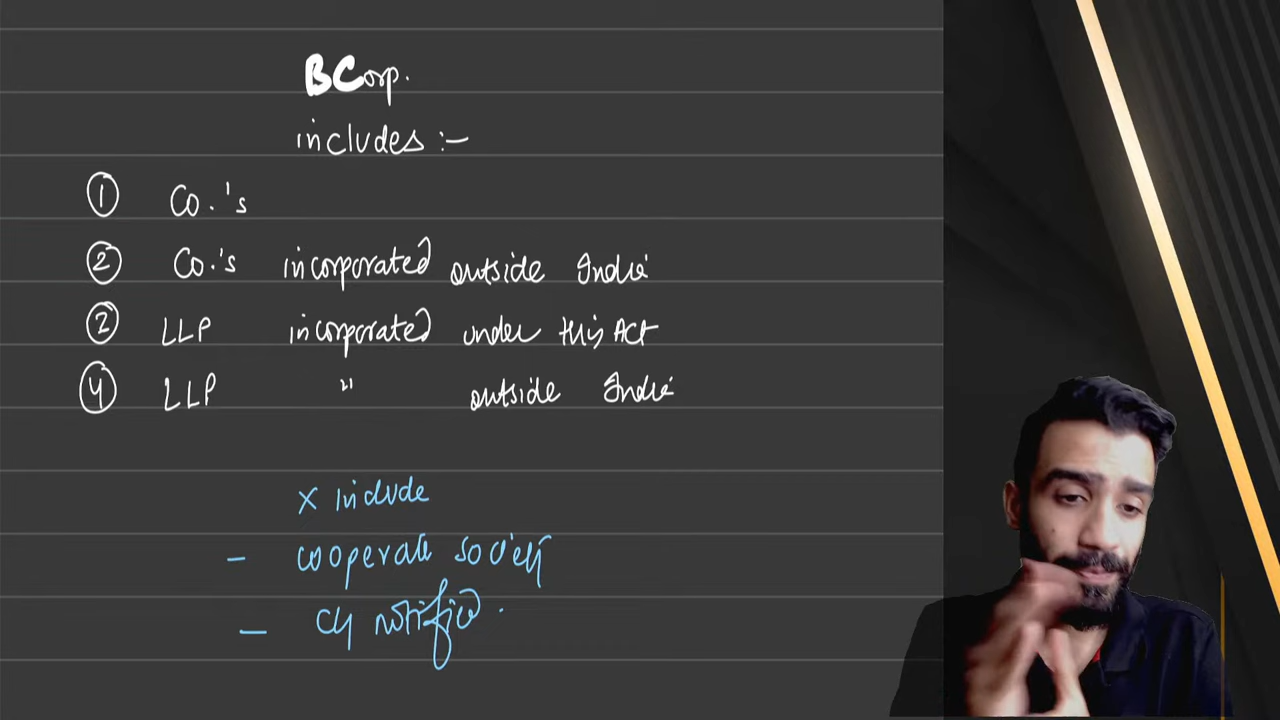 BCorp.
includes :-
① Co.'s
② Co.'s incorporated outside India
② LLP incorporated under this Act
④ LLP " outside India
x include
- cooperate society
- CG notified.